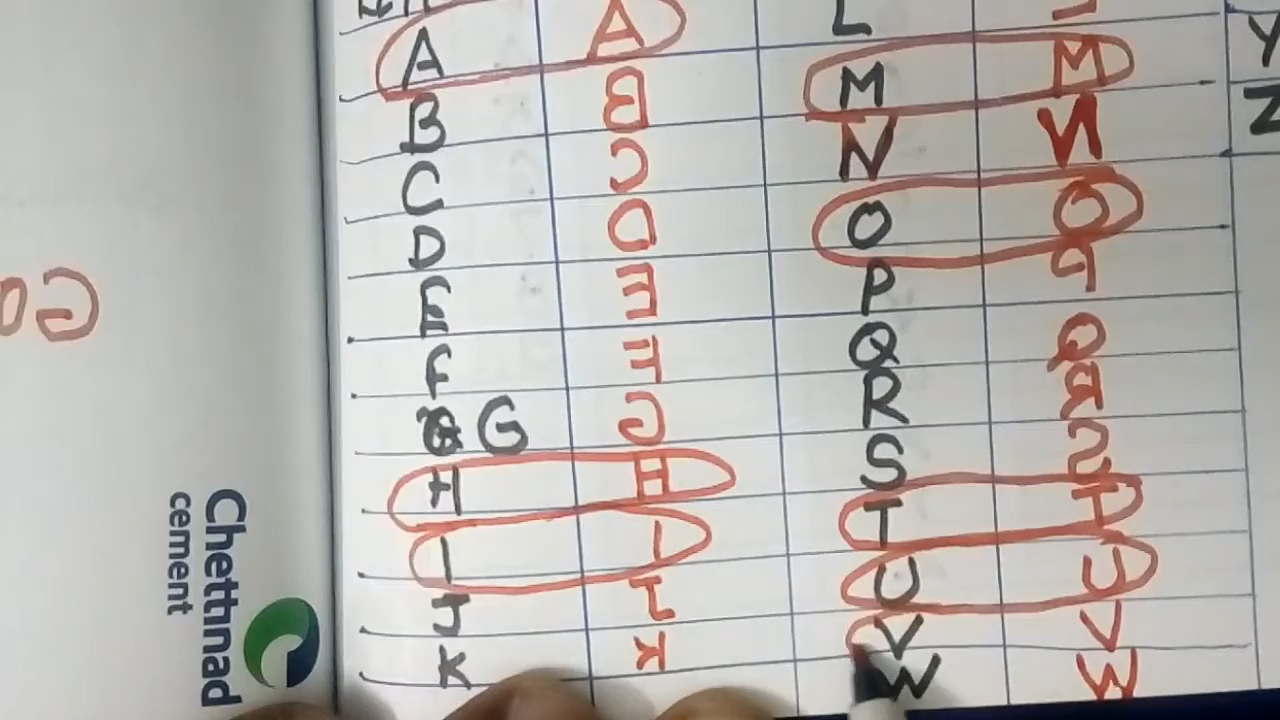 L
A A M M Y
B B N N Z
C C O O
D D P P
E E Q Q
F F R R
G G S S
H H T T
I I U U
J J V V
K K W W
G
Chettinad
cement